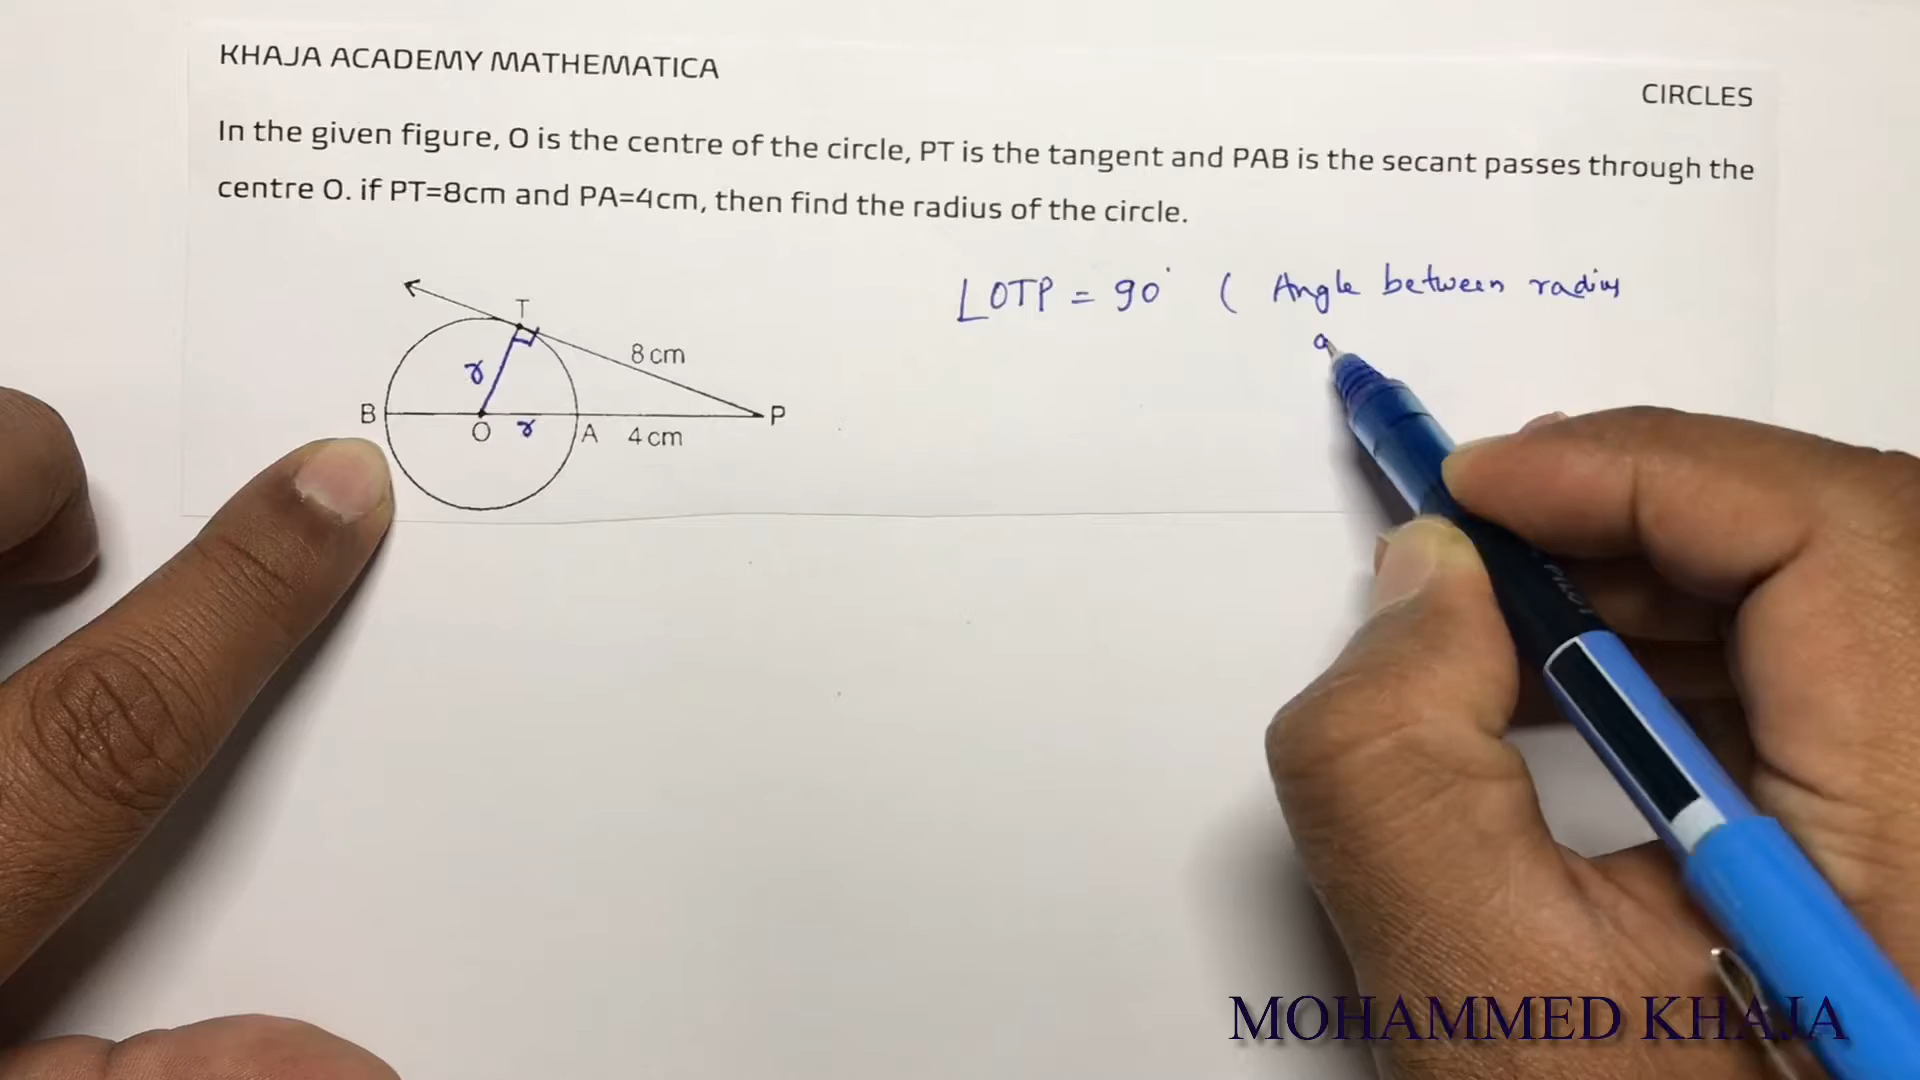 KHAJA ACADEMY MATHEMATICA
CIRCLES
In the given figure, O is the centre of the circle, PT is the tangent and PAB is the secant passes through the
centre O. if PT=8cm and PA=4cm, then find the radius of the circle.
∠OTP = 90° ( Angle between radius
a
T
8 cm
r
B
O
r
A
4 cm
P
PILOT
MOHAMMED KHAJA